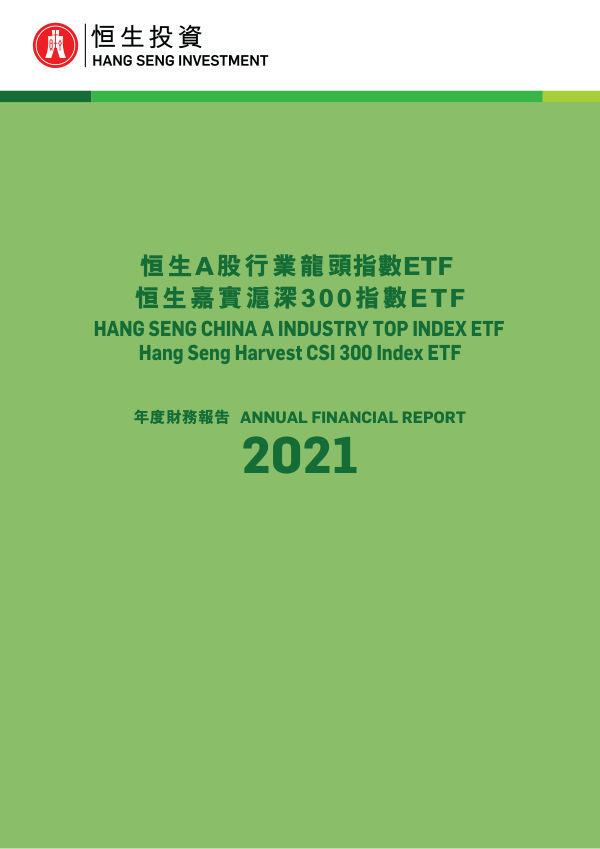 恒生投資
HANG SENG INVESTMENT
恒生A股行業龍頭指數ETF
恒生嘉實滬深300指數ETF
HANG SENG CHINA A INDUSTRY TOP INDEX ETF
Hang Seng Harvest CSI 300 Index ETF
年度財務報告 ANNUAL FINANCIAL REPORT
2021